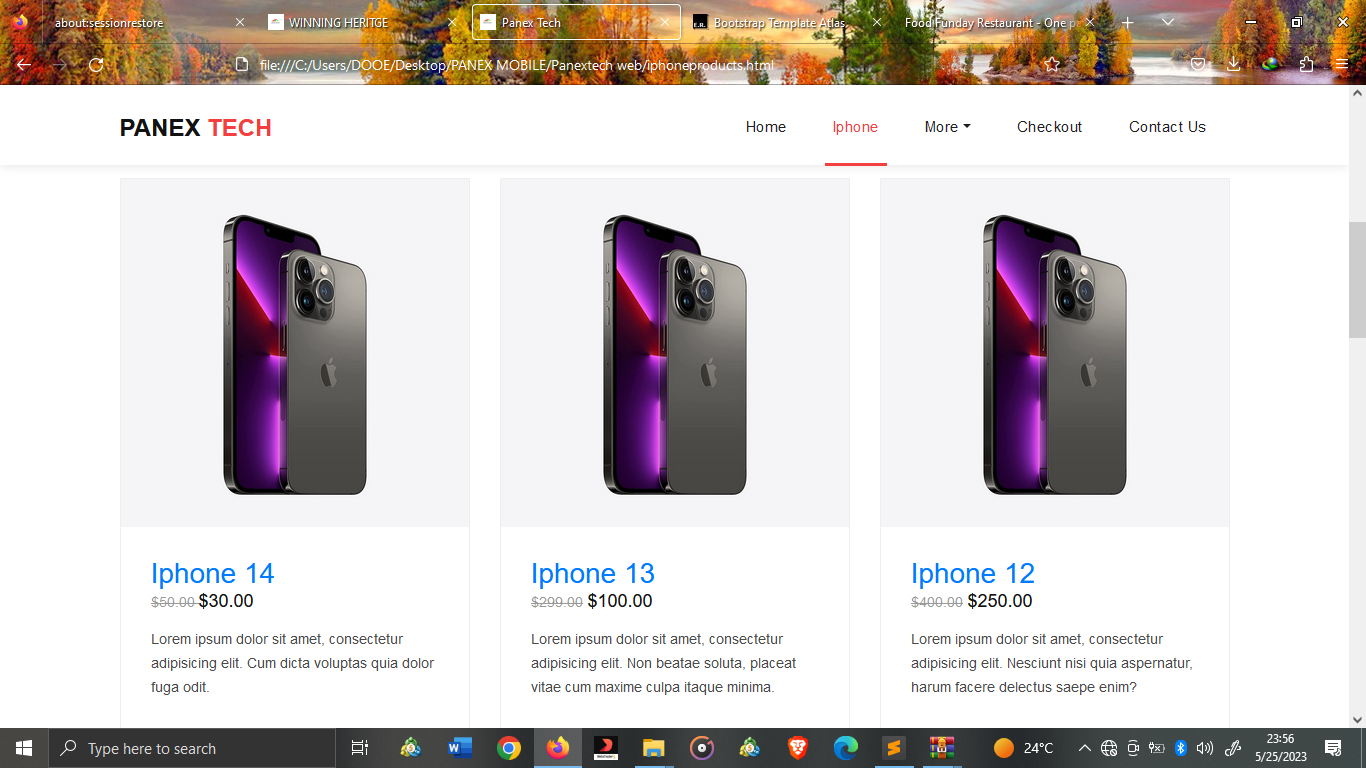 about:sessionrestore
WINNING HERITGE
Panex Tech
Bootstrap Template Atlas
Food Funday Restaurant - One p
file:///C:/Users/DOOE/Desktop/PANEX MOBILE/Panextech web/iphoneproducts.html
PANEX TECH
Home
Iphone
More
Checkout
Contact Us
Iphone 14
$50.00 $30.00
Lorem ipsum dolor sit amet, consectetur
adipisicing elit. Cum dicta voluptas quia dolor
fuga odit.
Iphone 13
$299.00 $100.00
Lorem ipsum dolor sit amet, consectetur
adipisicing elit. Non beatae soluta, placeat
vitae cum maxime culpa itaque minima.
Iphone 12
$400.00 $250.00
Lorem ipsum dolor sit amet, consectetur
adipisicing elit. Nesciunt nisi quia aspernatur,
harum facere delectus saepe enim?
Type here to search
24°C
23:56
5/25/2023